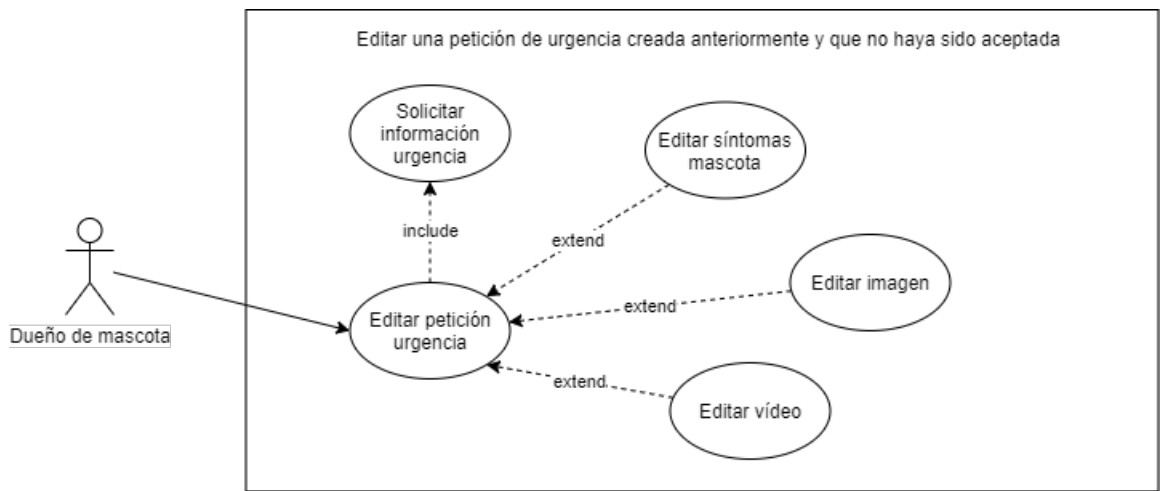 Editar una petición de urgencia creada anteriormente y que no haya sido aceptada
Solicitar
información
urgencia
Editar síntomas
mascota
include
extend
Editar imagen
extend
Editar petición
urgencia
Dueño de mascota
extend
Editar vídeo